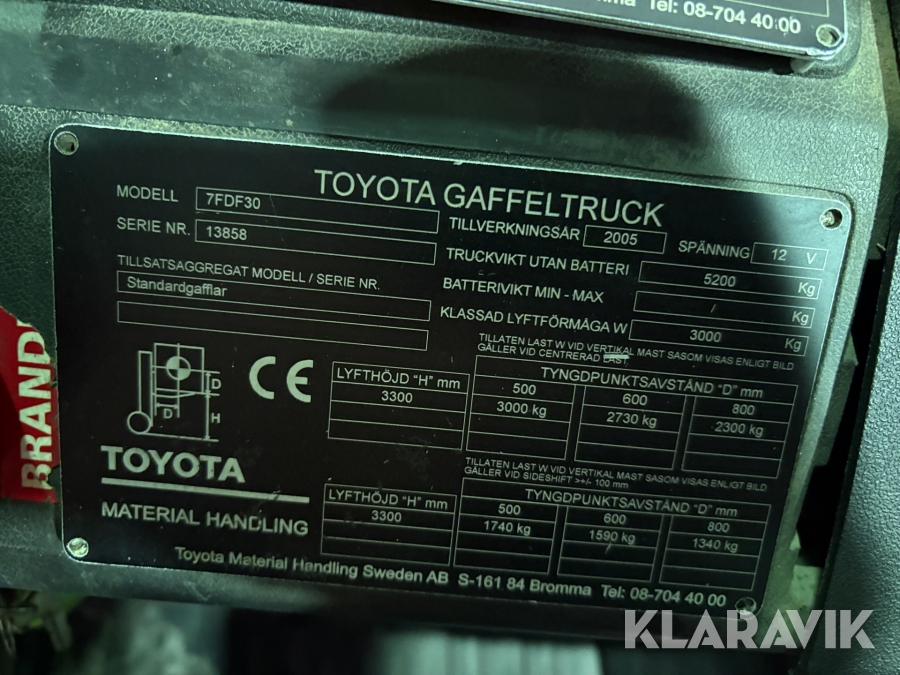 Bromma Tel: 08-704 40 00
TOYOTA GAFFELTRUCK
MODELL 7FDF30
SERIE NR. 13858
TILLVERKNINGSÅR 2005 SPÄNNING 12 V
TRUCKVIKT UTAN BATTERI 5200 Kg
BATTERIVIKT MIN - MAX / Kg
KLASSAD LYFTFÖRMÅGA W 3000 Kg
TILLSATSAGGREGAT MODELL / SERIE NR.
Standardgafflar
TILLÅTEN LAST W VID VERTIKAL MAST SÅSOM VISAS ENLIGT BILD
GÄLLER VID CENTRERAD LAST.
LYFTHÖJD "H" mm TYNGDPUNKTSAVSTÅND "D" mm
500 600 800
3300 3000 kg 2730 kg 2300 kg
D
D H
CE
TILLÅTEN LAST W VID VERTIKAL MAST SÅSOM VISAS ENLIGT BILD
GÄLLER VID SIDESHIFT >+/- 100 mm
LYFTHÖJD "H" mm TYNGDPUNKTSAVSTÅND "D" mm
500 600 800
3300 1740 kg 1590 kg 1340 kg
TOYOTA
MATERIAL HANDLING
Toyota Material Handling Sweden AB S-161 84 Bromma Tel: 08-704 40 00
BRAND
KLARAVIK